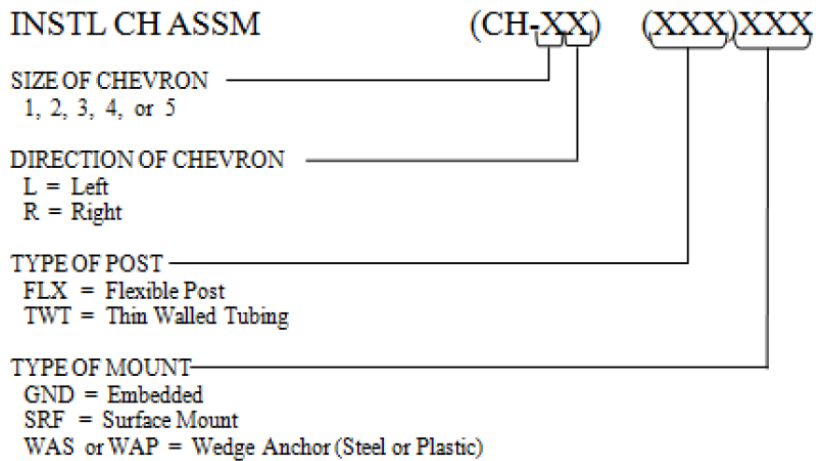 INSTL CH ASSM (CH-XX) (XXX)XXX
SIZE OF CHEVRON
1, 2, 3, 4, or 5
DIRECTION OF CHEVRON
L = Left
R = Right
TYPE OF POST
FLX = Flexible Post
TWT = Thin Walled Tubing
TYPE OF MOUNT
GND = Embedded
SRF = Surface Mount
WAS or WAP = Wedge Anchor (Steel or Plastic)